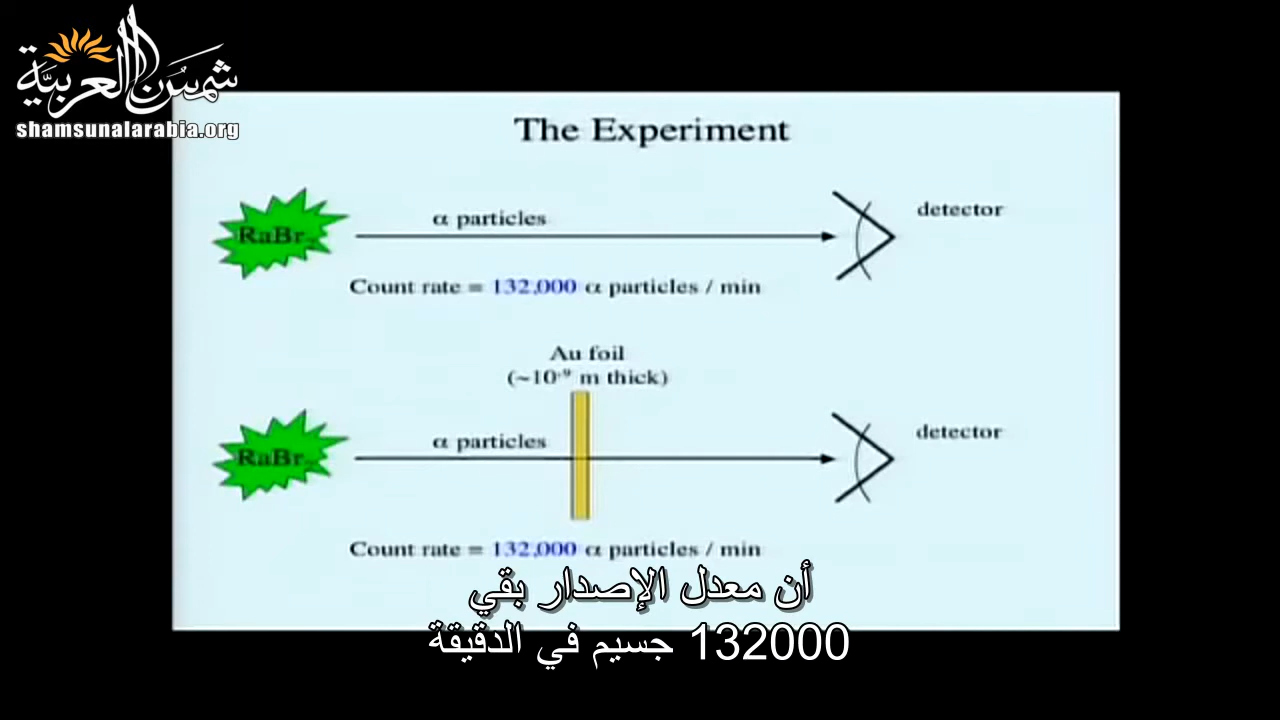 شمس العربية
shamsunalarabia.org
The Experiment
RaBr
α particles
detector
Count rate = 132,000 α particles / min
Au foil
(~10⁻⁹ m thick)
RaBr
α particles
detector
Count rate = 132,000 α particles / min
أن معدل الإصدار بقي
132000 جسيم في الدقيقة